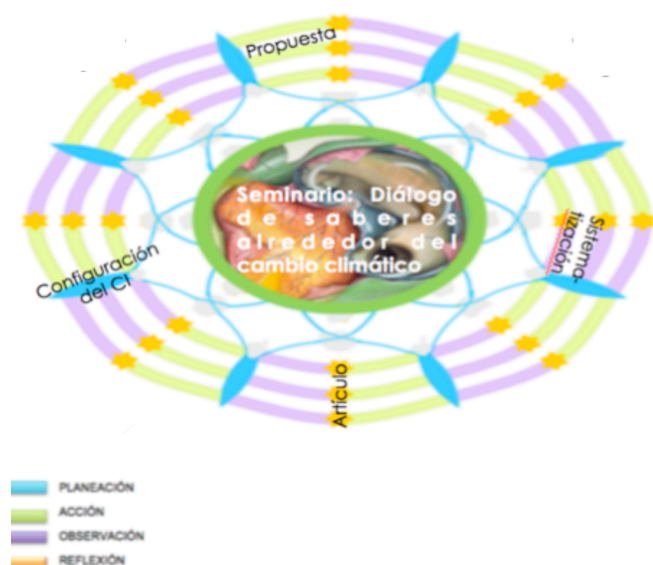 Propuesta
Seminario: Diálogo
de saberes
alrededor del
cambio climático
Sistema-
tización
Configuración
del CI
Artículo
PLANEACIÓN
ACCIÓN
OBSERVACIÓN
REFLEXIÓN